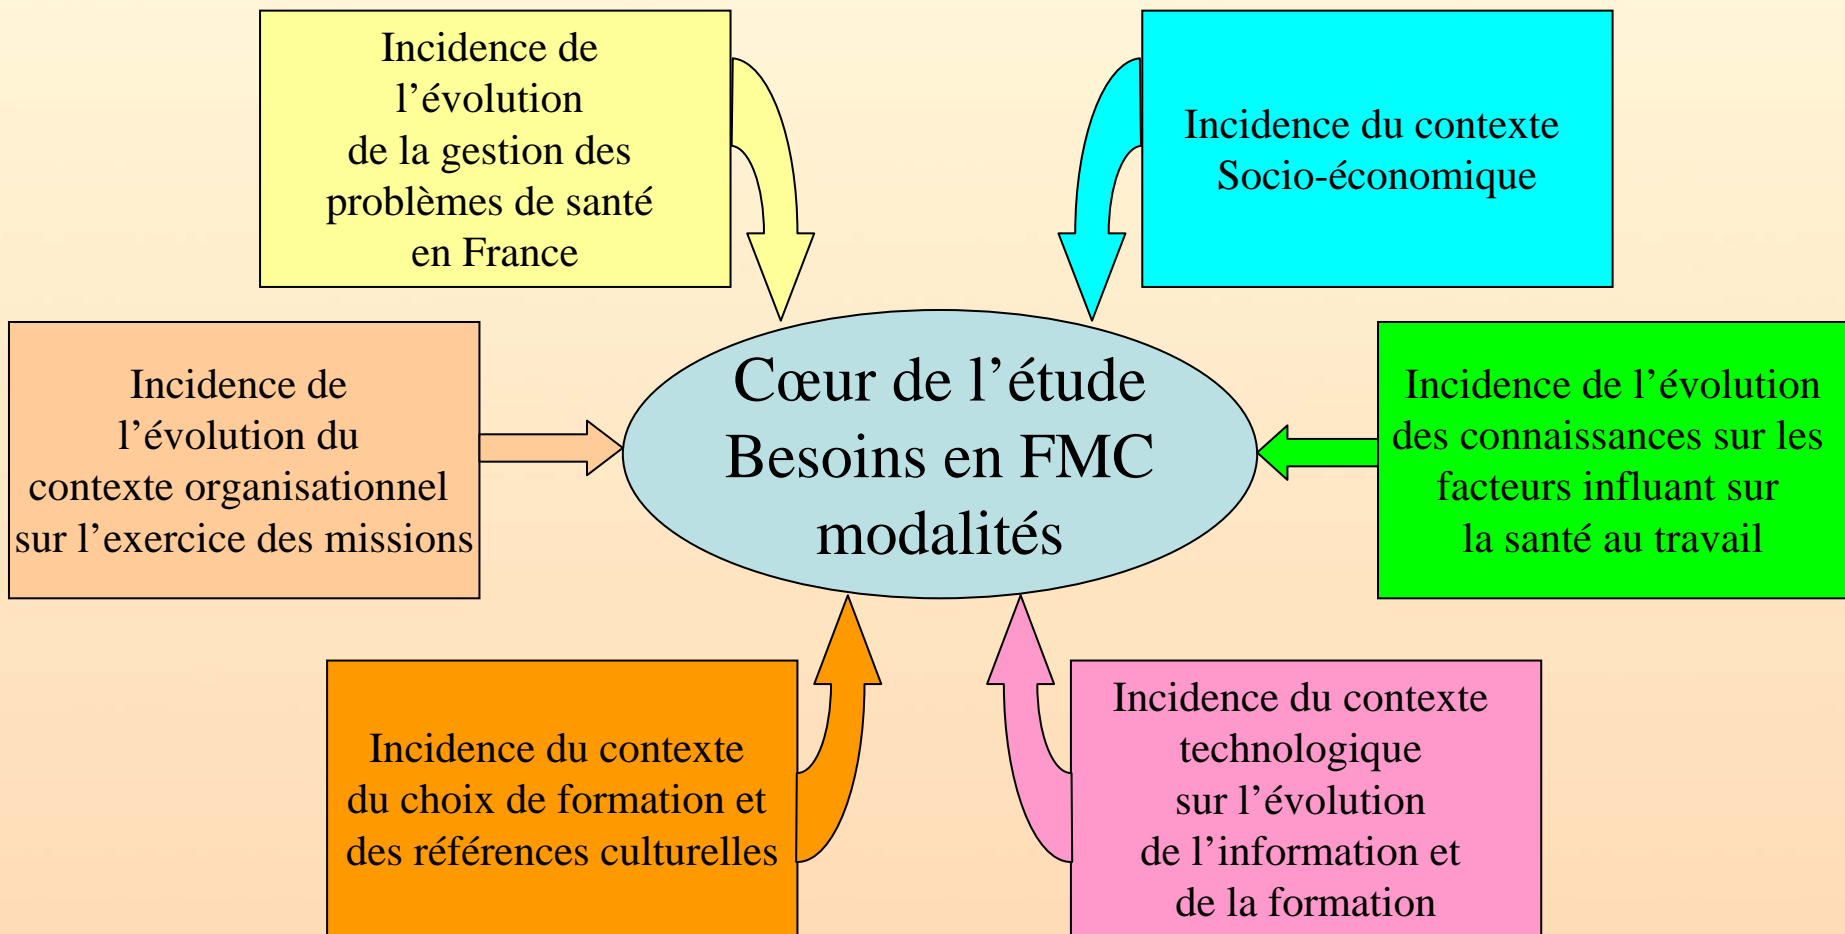 Incidence de
l’évolution
de la gestion des
problèmes de santé
en France
Incidence du contexte
Socio-économique
Incidence de
l’évolution du
contexte organisationnel
sur l’exercice des missions
Cœur de l’étude
Besoins en FMC
modalités
Incidence de l’évolution
des connaissances sur les
facteurs influant sur
la santé au travail
Incidence du contexte
du choix de formation et
des références culturelles
Incidence du contexte
technologique
sur l’évolution
de l’information et
de la formation